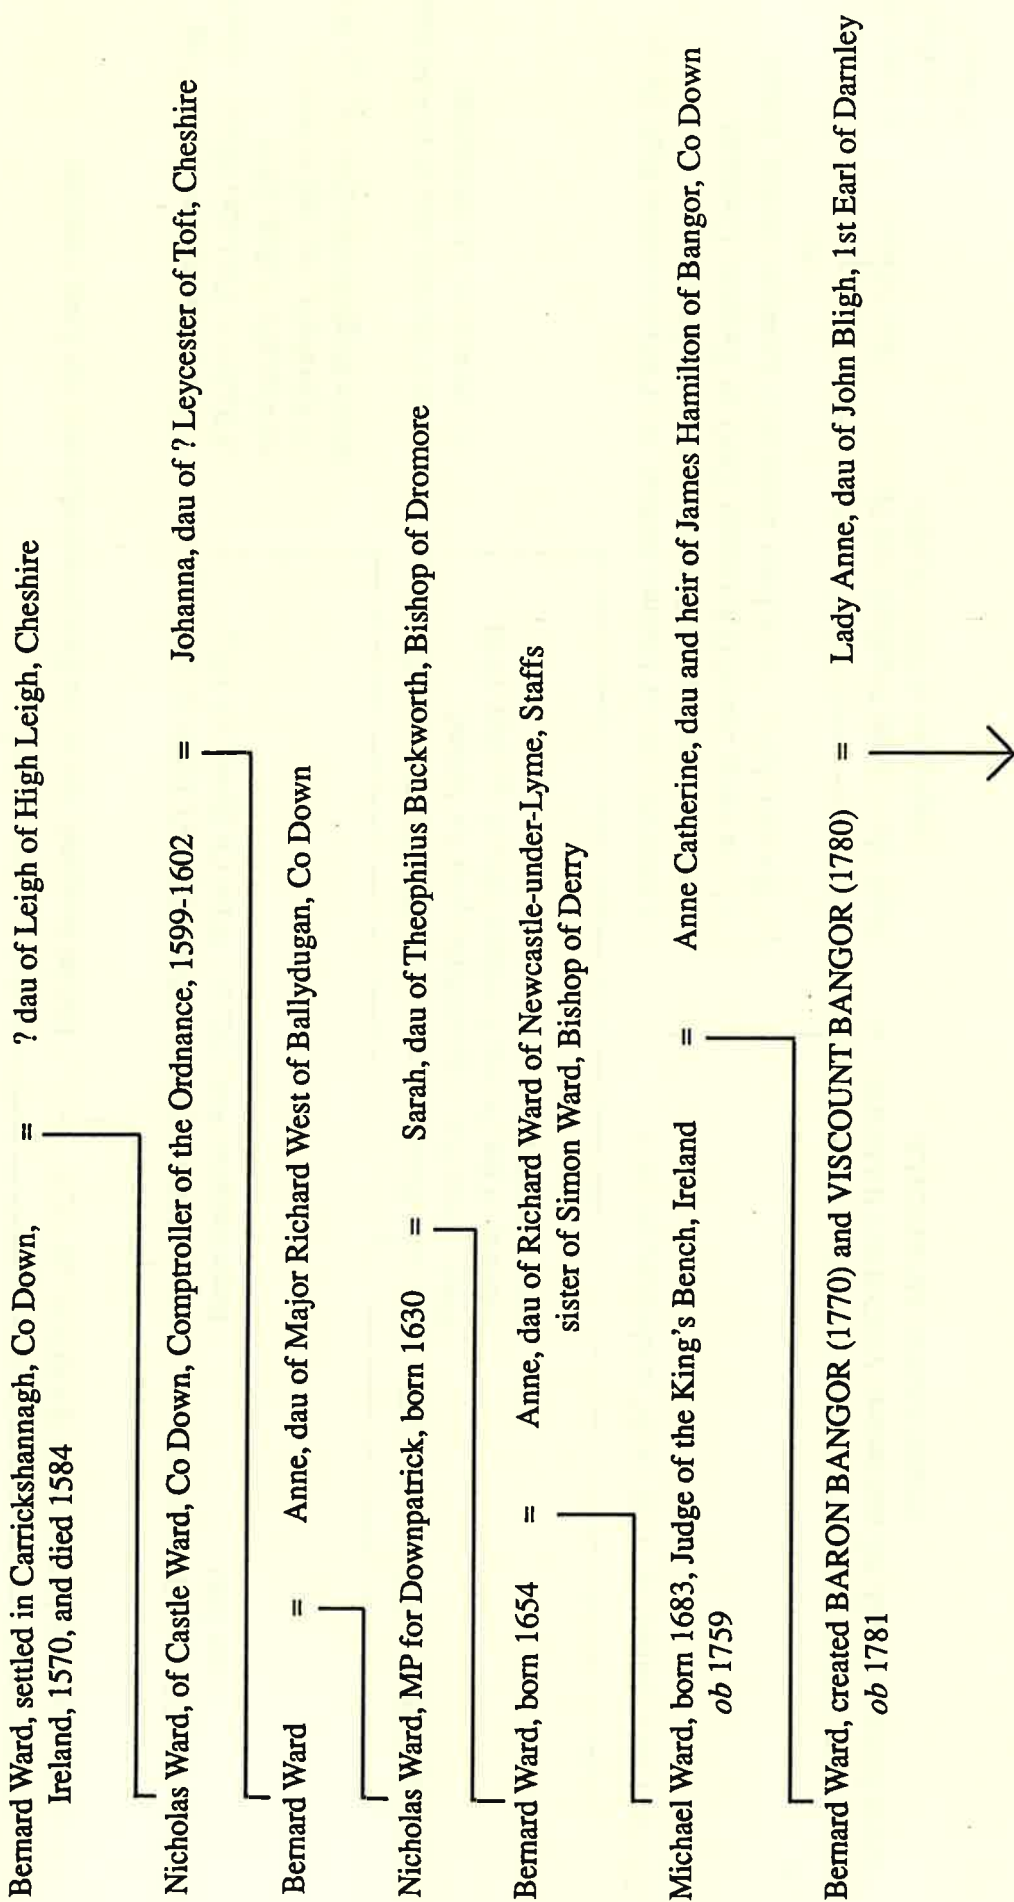 Bernard Ward, settled in Carrickshannagh, Co Down, = ? dau of Leigh of High Leigh, Cheshire
Ireland, 1570, and died 1584
Nicholas Ward, of Castle Ward, Co Down, Comptroller of the Ordnance, 1599-1602 = Johanna, dau of ? Leycester of Toft, Cheshire
Bernard Ward = Anne, dau of Major Richard West of Ballydugan, Co Down
Nicholas Ward, MP for Downpatrick, born 1630 = Sarah, dau of Theophilus Buckworth, Bishop of Dromore
Bernard Ward, born 1654 = Anne, dau of Richard Ward of Newcastle-under-Lyme, Staffs
sister of Simon Ward, Bishop of Derry
Michael Ward, born 1683, Judge of the King's Bench, Ireland = Anne Catherine, dau and heir of James Hamilton of Bangor, Co Down
ob 1759
Bernard Ward, created BARON BANGOR (1770) and VISCOUNT BANGOR (1780) = Lady Anne, dau of John Bligh, 1st Earl of Darnley
ob 1781